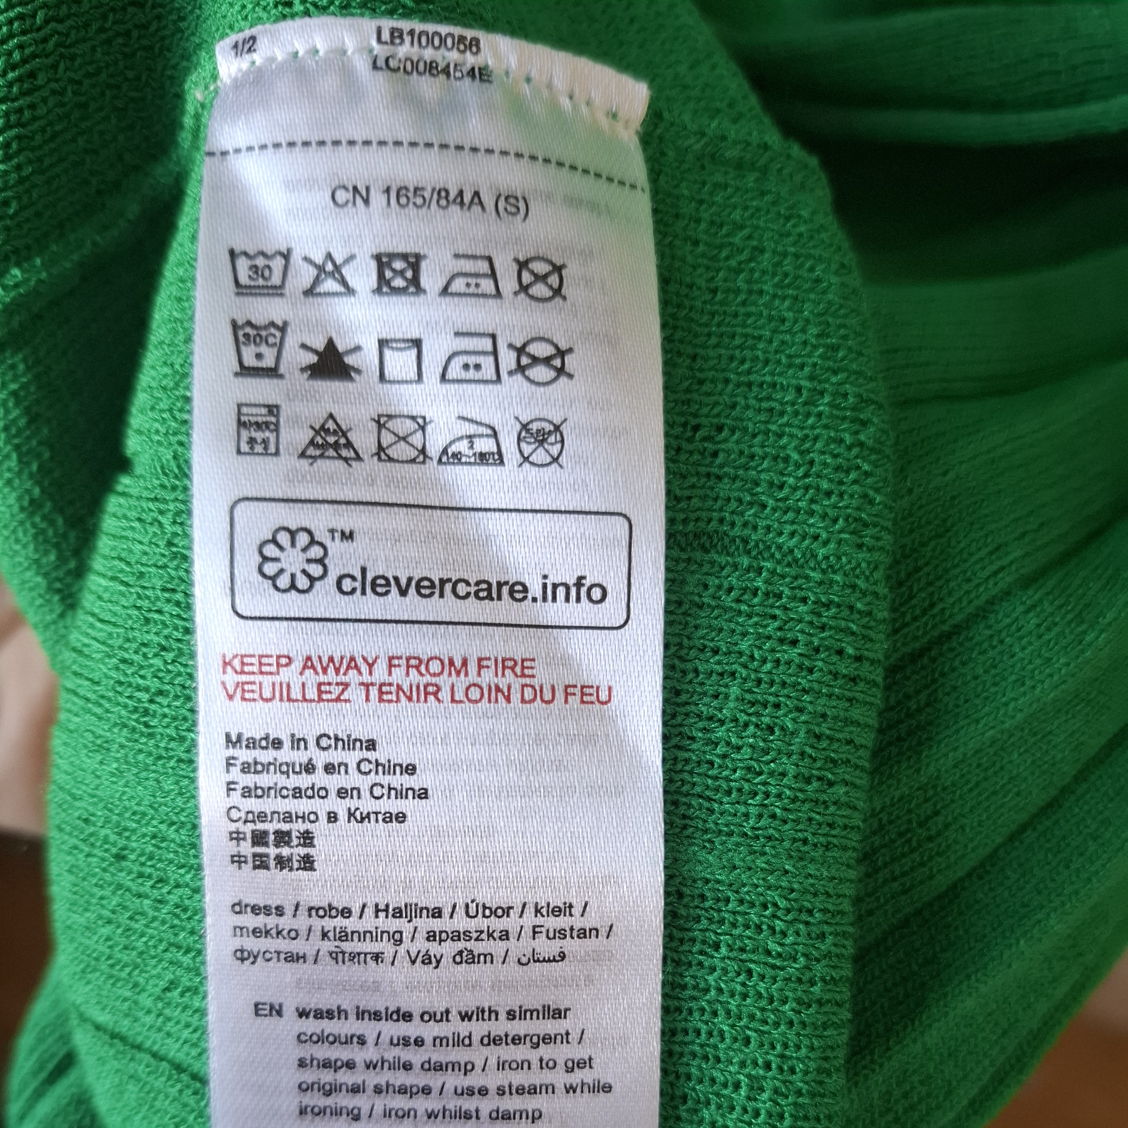 1/2
LB100056
LC008454E
CN 165/84A (S)
30
30C
TM
clevercare.info
KEEP AWAY FROM FIRE
VEUILLEZ TENIR LOIN DU FEU
Made in China
Fabriqué en Chine
Fabricado en China
Сделано в Китае
中國製造
中国制造
dress / robe / Haljina / Úbor / kleit /
mekko / klänning / apaszka / Fustan /
фустан / पोशाक / Váy đầm / فستان
EN wash inside out with similar
colours / use mild detergent /
shape while damp / iron to get
original shape / use steam while
ironing / iron whilst damp